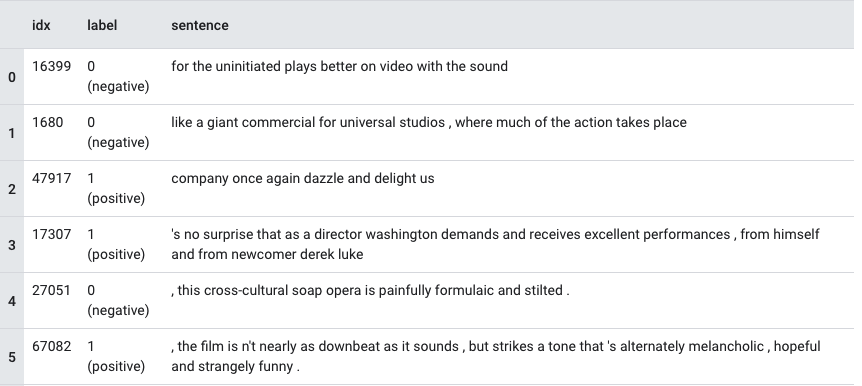 idx label sentence
0 16399 0 (negative) for the uninitiated plays better on video with the sound
1 1680 0 (negative) like a giant commercial for universal studios , where much of the action takes place
2 47917 1 (positive) company once again dazzle and delight us
3 17307 1 (positive) 's no surprise that as a director washington demands and receives excellent performances , from himself
and from newcomer derek luke
4 27051 0 (negative) , this cross-cultural soap opera is painfully formulaic and stilted .
5 67082 1 (positive) , the film is n't nearly as downbeat as it sounds , but strikes a tone that 's alternately melancholic , hopeful
and strangely funny .